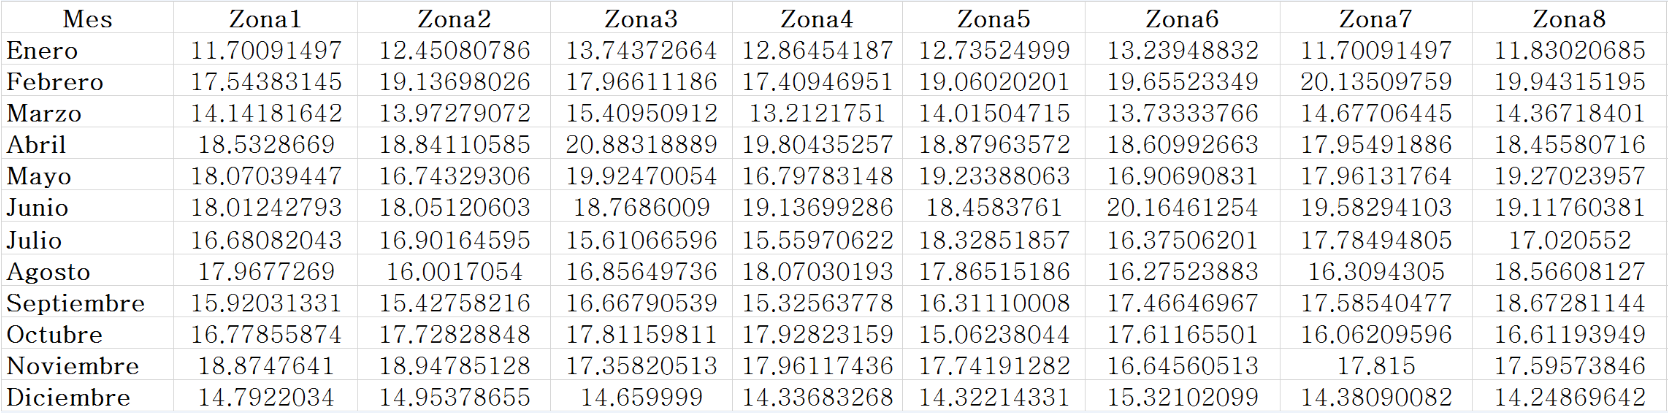 Mes Zona1 Zona2 Zona3 Zona4 Zona5 Zona6 Zona7 Zona8
Enero 11.70091497 12.45080786 13.74372664 12.86454187 12.73524999 13.23948832 11.70091497 11.83020685
Febrero 17.54383145 19.13698026 17.96611186 17.40946951 19.06020201 19.65523349 20.13509759 19.94315195
Marzo 14.14181642 13.97279072 15.40950912 13.2121751 14.01504715 13.73333766 14.67706445 14.36718401
Abril 18.5328669 18.84110585 20.88318889 19.80435257 18.87963572 18.60992663 17.95491886 18.45580716
Mayo 18.07039447 16.74329306 19.92470054 16.79783148 19.23388063 16.90690831 17.96131764 19.27023957
Junio 18.01242793 18.05120603 18.7686009 19.13699286 18.4583761 20.16461254 19.58294103 19.11760381
Julio 16.68082043 16.90164595 15.61066596 15.55970622 18.32851857 16.37506201 17.78494805 17.020552
Agosto 17.9677269 16.0017054 16.85649736 18.07030193 17.86515186 16.27523883 16.3094305 18.56608127
Septiembre 15.92031331 15.42758216 16.66790539 15.32563778 16.31110008 17.46646967 17.58540477 18.67281144
Octubre 16.77855874 17.72828848 17.81159811 17.92823159 15.06238044 17.61165501 16.06209596 16.61193949
Noviembre 18.8747641 18.94785128 17.35820513 17.96117436 17.74191282 16.64560513 17.815 17.59573846
Diciembre 14.7922034 14.95378655 14.659999 14.33683268 14.32214331 15.32102099 14.38090082 14.24869642